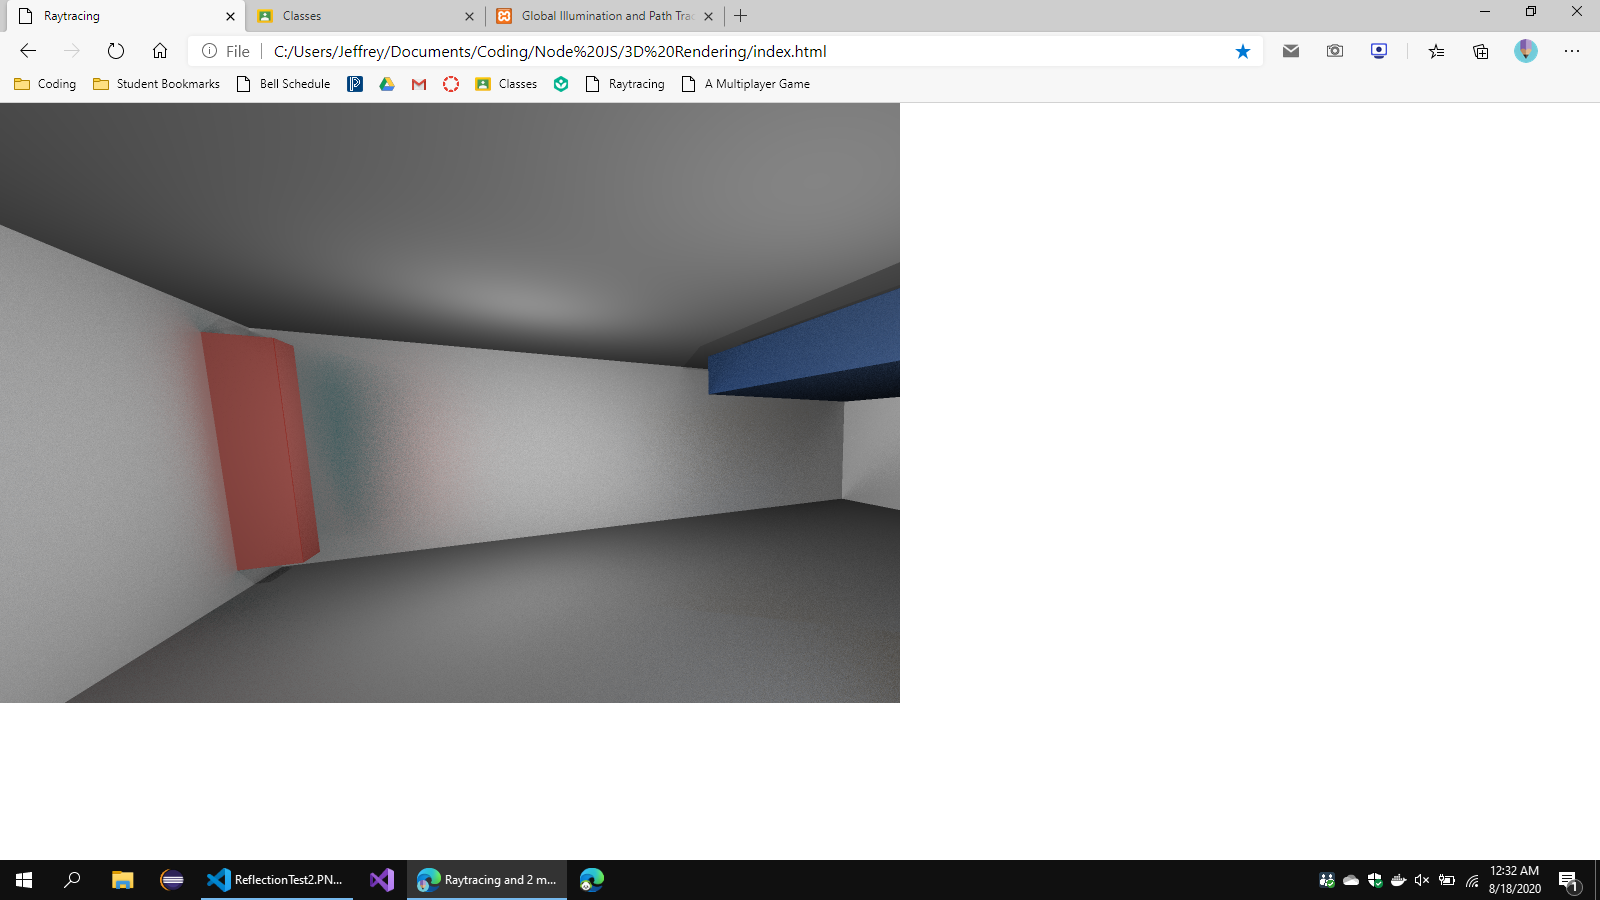 Raytracing
Classes
Global Illumination and Path Trac
File
C:/Users/Jeffrey/Documents/Coding/Node%20JS/3D%20Rendering/index.html
Coding
Student Bookmarks
Bell Schedule
Classes
Raytracing
A Multiplayer Game
ReflectionTest2.PN...
Raytracing and 2 m...
12:32 AM
8/18/2020
1